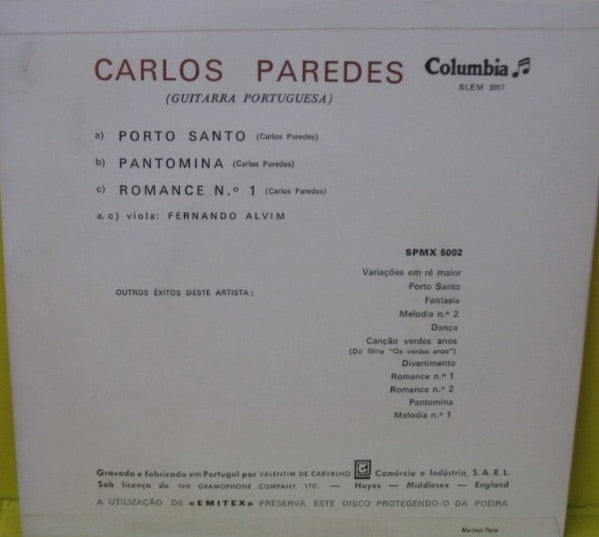 CARLOS PAREDES
Columbia
(GUITARRA PORTUGUESA)
SLEM 2817
a) PORTO SANTO (Carlos Paredes)
b) PANTOMINA (Carlos Paredes)
c) ROMANCE N.º 1 (Carlos Paredes)
a. c) viola: FERNANDO ALVIM
SPMX 5002
OUTROS ÊXITOS DESTE ARTISTA;
Variações em ré maior
Porto Santo
Fantasia
Melodia n.º 2
Dança
Canção verdes anos
(Do filme "Os verdes anos")
Divertimento
Romance n.º 1
Romance n.º 2
Pantomina
Melodia n.º 1
Gravado e fabricado em Portugal por VALENTIM DE CARVALHO Comércio e Indústria, S. A. R. L.
Sob licença de THE GRAMOPHONE COMPANY, LTD. — Hayes — Middlesex — England
A UTILIZAÇÃO DE «EMITEX» PRESERVA ESTE DISCO PROTEGENDO-O DA POEIRA